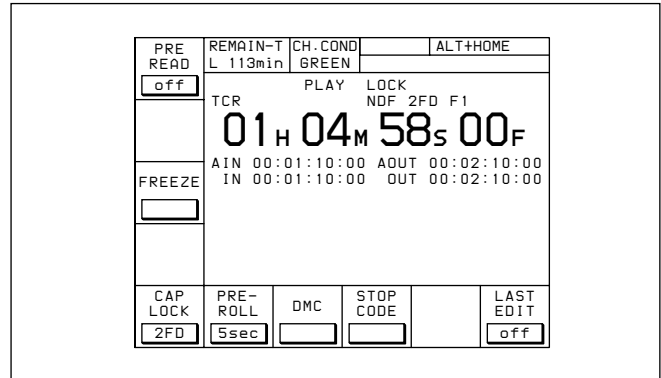 PRE READ
off
REMAIN-T
L 113min
CH.COND
GREEN
ALT+HOME
PLAY LOCK
TCR NDF 2FD F1
01H 04M 58S 00F
AIN 00:01:10:00 AOUT 00:02:10:00
IN 00:01:10:00 OUT 00:02:10:00
FREEZE
CAP LOCK
2FD
PRE-ROLL
5sec
DMC
STOP CODE
LAST EDIT
off